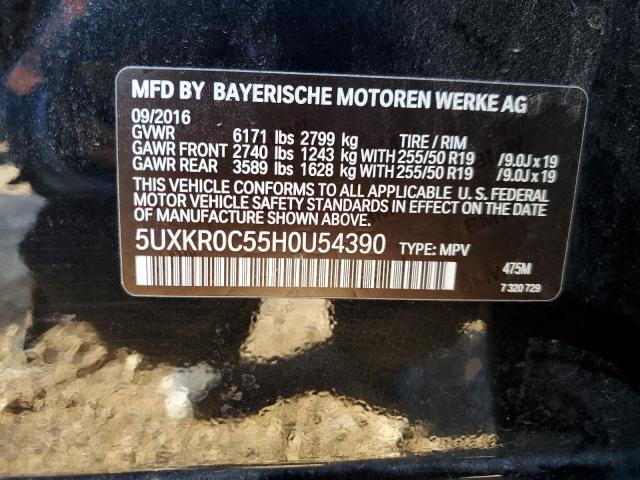 MFD BY BAYERISCHE MOTOREN WERKE AG
09/2016
GVWR 6171 lbs 2799 kg TIRE / RIM
GAWR FRONT 2740 lbs 1243 kg WITH 255/50 R19 /9.0J x 19
GAWR REAR 3589 lbs 1628 kg WITH 255/50 R19 /9.0J x 19
THIS VEHICLE CONFORMS TO ALL APPLICABLE U. S. FEDERAL
MOTOR VEHICLE SAFETY STANDARDS IN EFFECT ON THE
DATE OF MANUFACTURE SHOWN ABOVE.
5UXKR0C55H0U54390 TYPE: MPV
475M
7 320 729